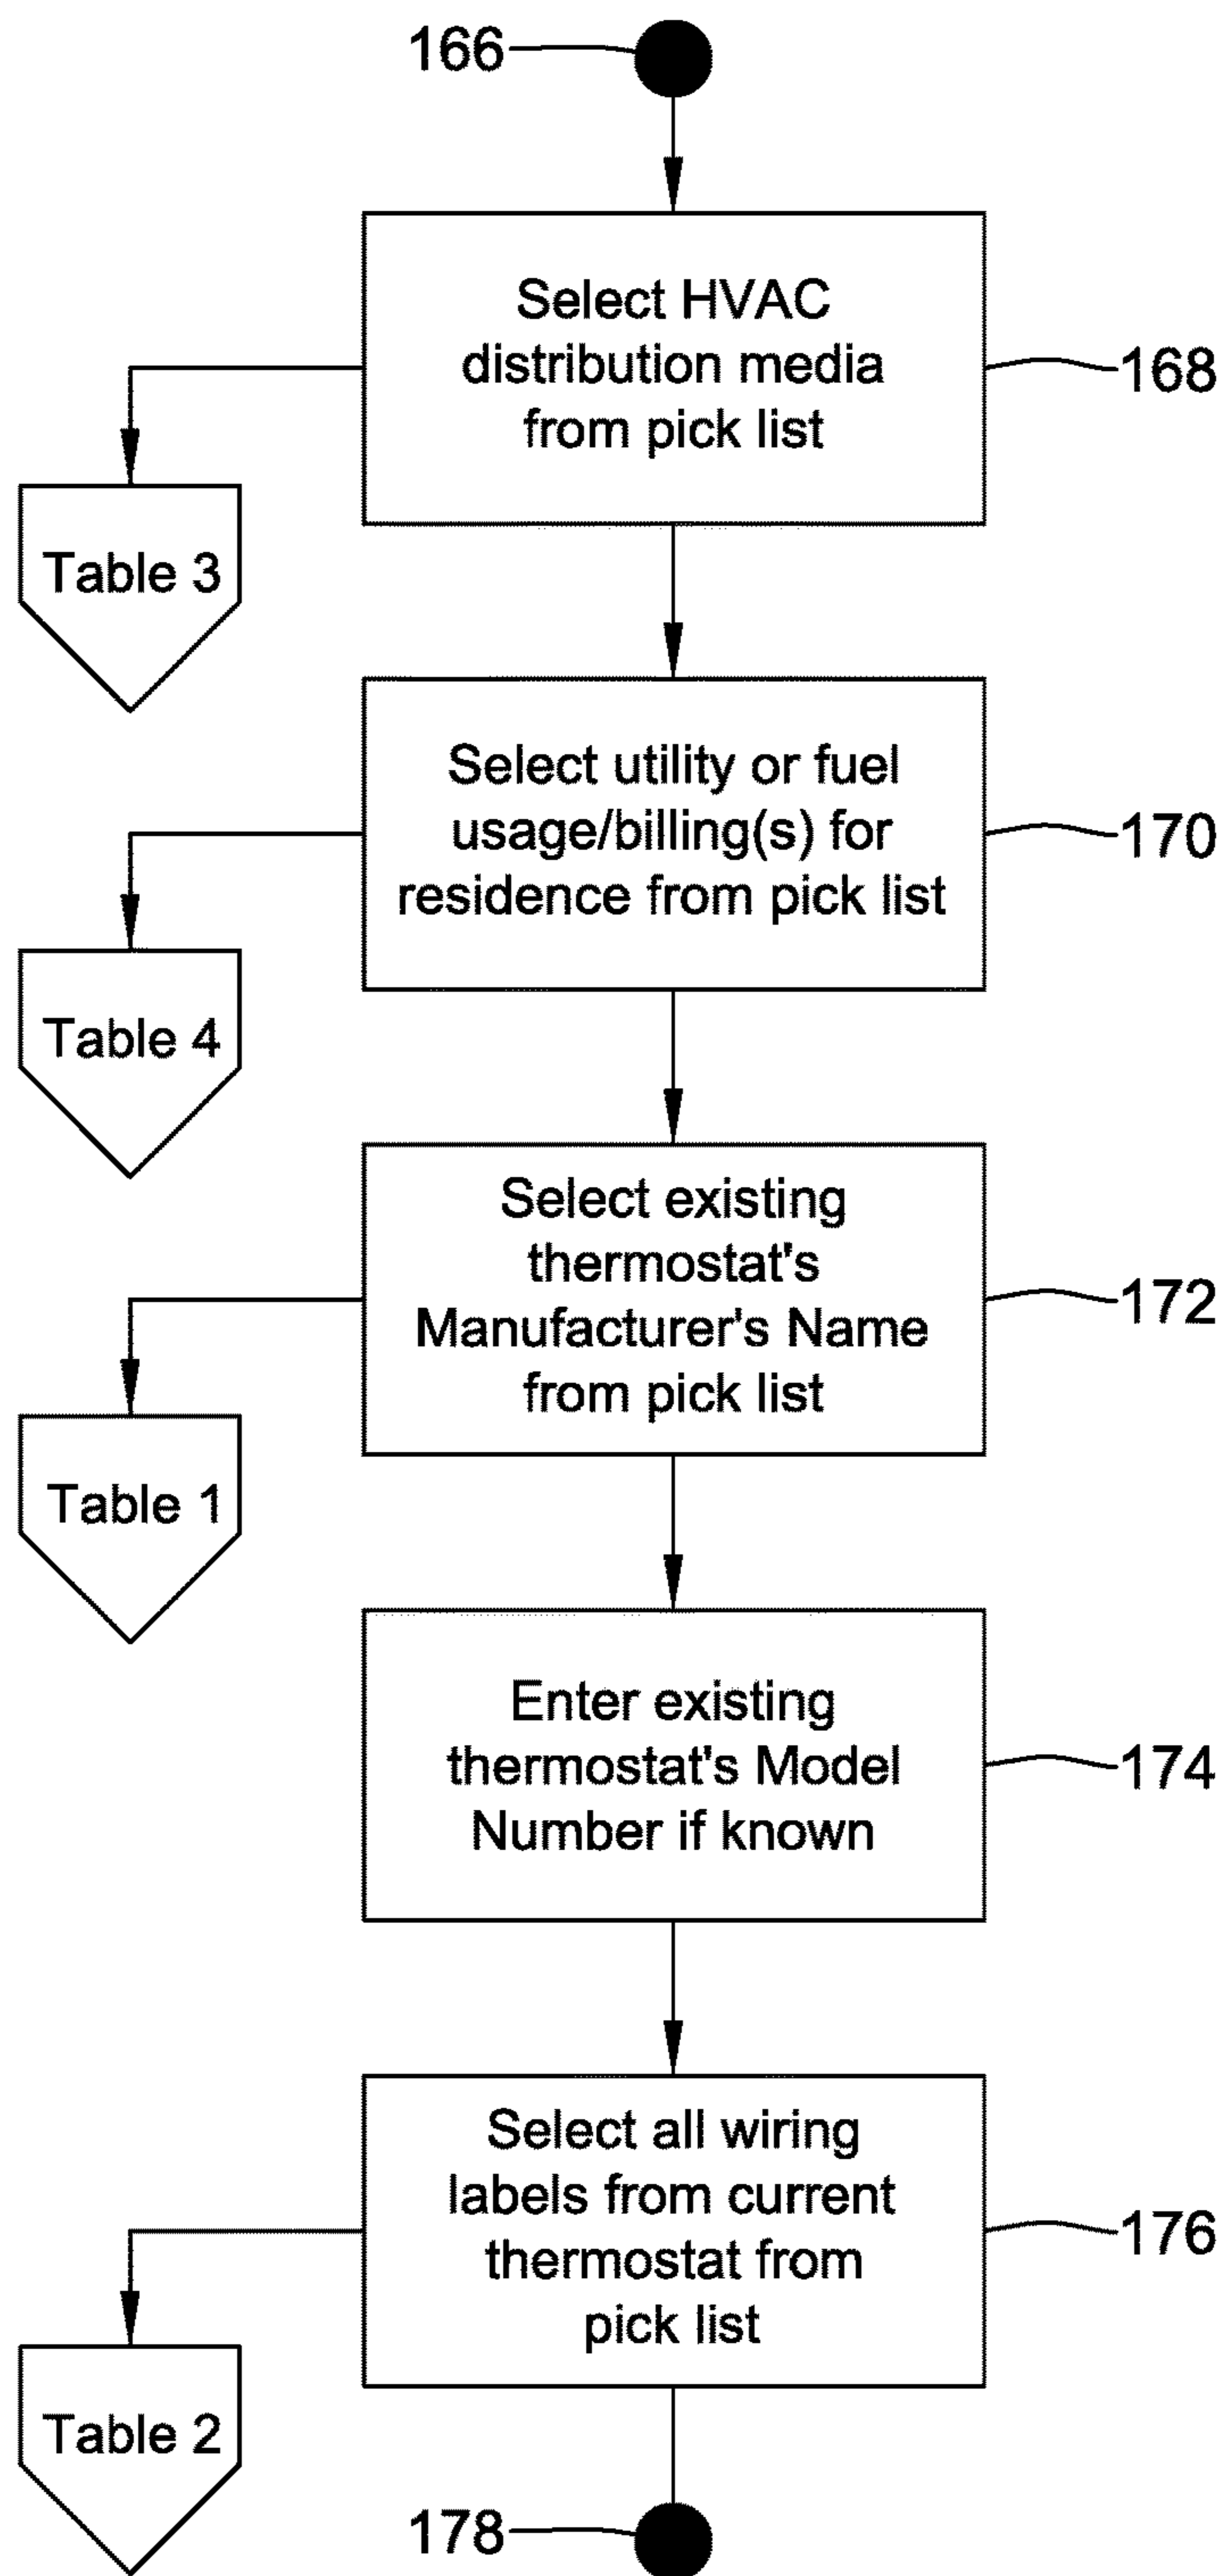 166
Select HVAC
distribution media
from pick list
168
Table 3
Select utility or fuel
usage/billing(s) for
residence from pick list
170
Table 4
Select existing
thermostat's
Manufacturer's Name
from pick list
172
Table 1
Enter existing
thermostat's Model
Number if known
174
Select all wiring
labels from current
thermostat from
pick list
176
Table 2
178